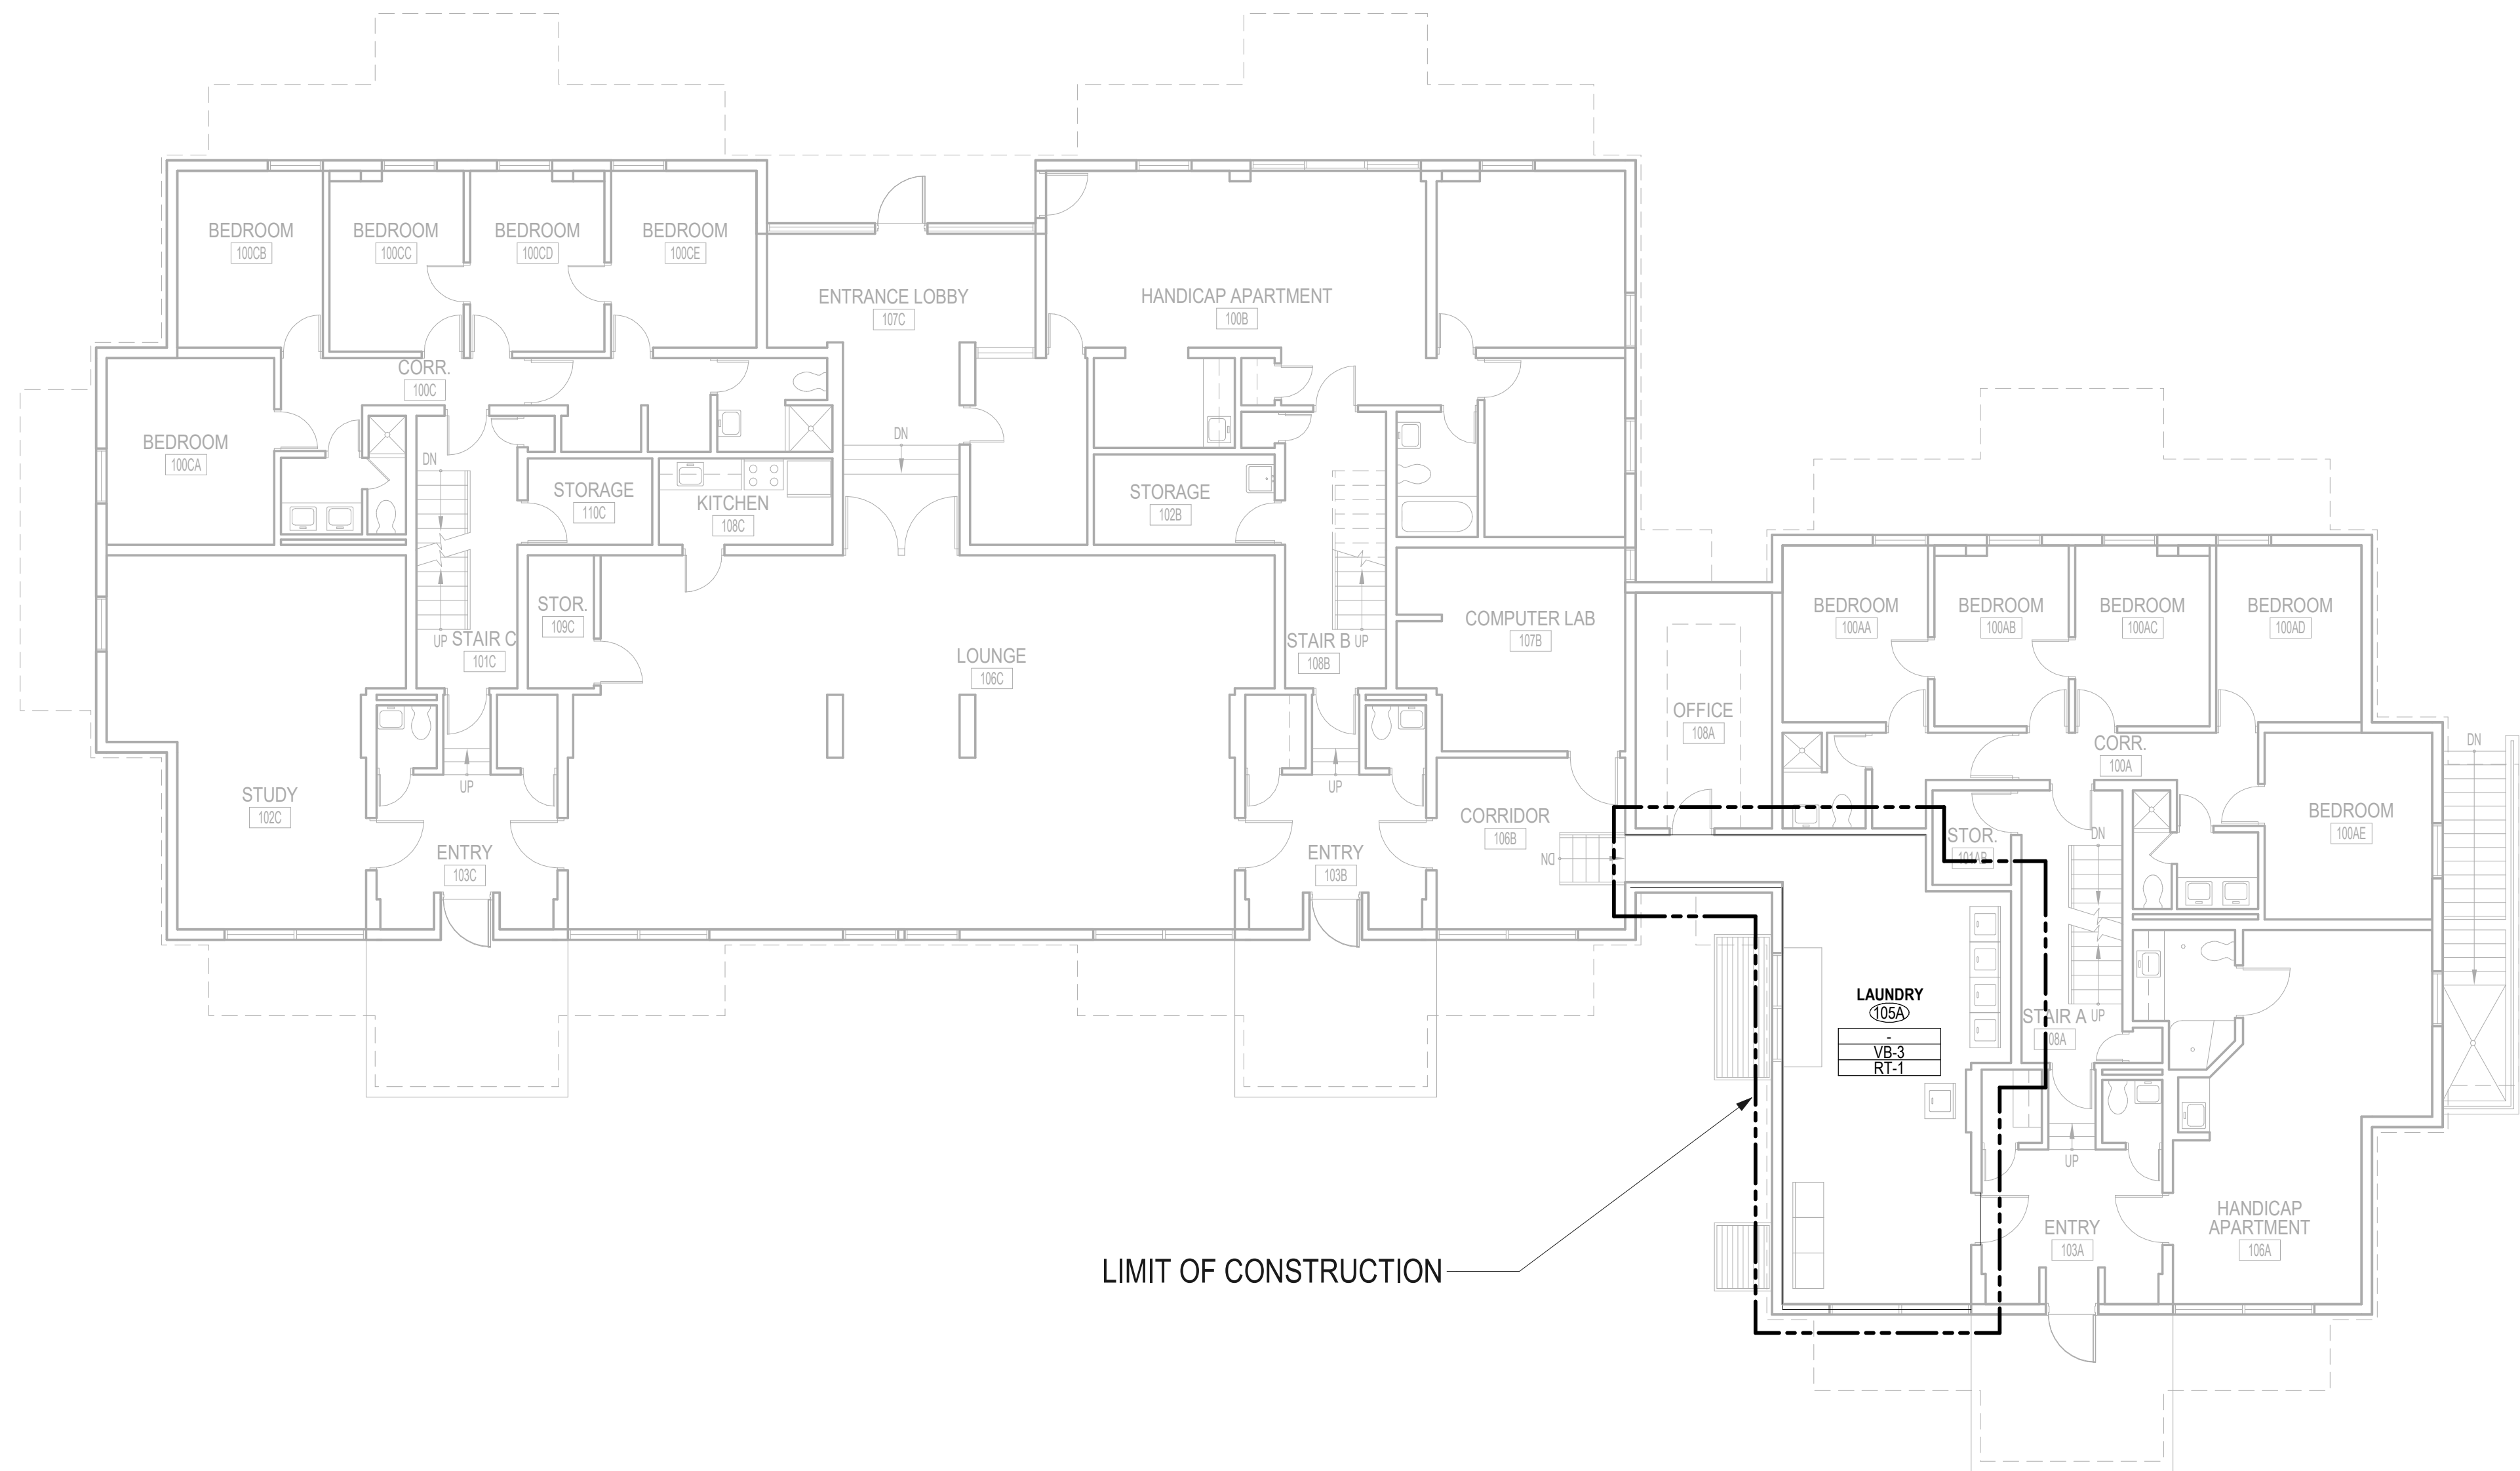 BEDROOM
100CB
BEDROOM
100CC
BEDROOM
100CD
BEDROOM
100CE
ENTRANCE LOBBY
107C
HANDICAP APARTMENT
100B
CORR.
100C
BEDROOM
100CA
DN
DN
STORAGE
110C
KITCHEN
108C
STORAGE
102B
STOR.
109C
UP
STAIR C
101C
LOUNGE
106C
STAIR B
108B
UP
COMPUTER LAB
107B
BEDROOM
100AA
BEDROOM
100AB
BEDROOM
100AC
BEDROOM
100AD
OFFICE
108A
CORR.
100A
DN
STUDY
102C
UP
UP
CORRIDOR
106B
DN
STOR.
101AB
DN
BEDROOM
100AE
ENTRY
103C
ENTRY
103B
LAUNDRY
105A
-
VB-3
RT-1
STAIR A
UP
108A
UP
ENTRY
103A
HANDICAP
APARTMENT
106A
LIMIT OF CONSTRUCTION